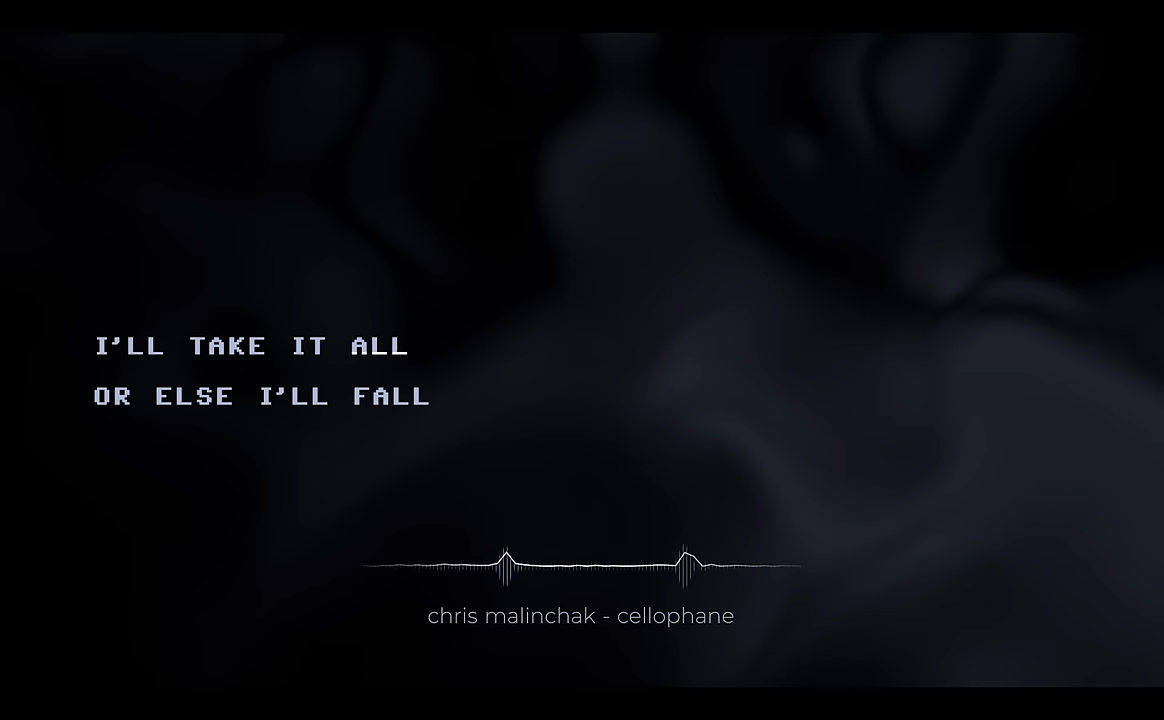 I'LL TAKE IT ALL
OR ELSE I'LL FALL
chris malinchak - cellophane